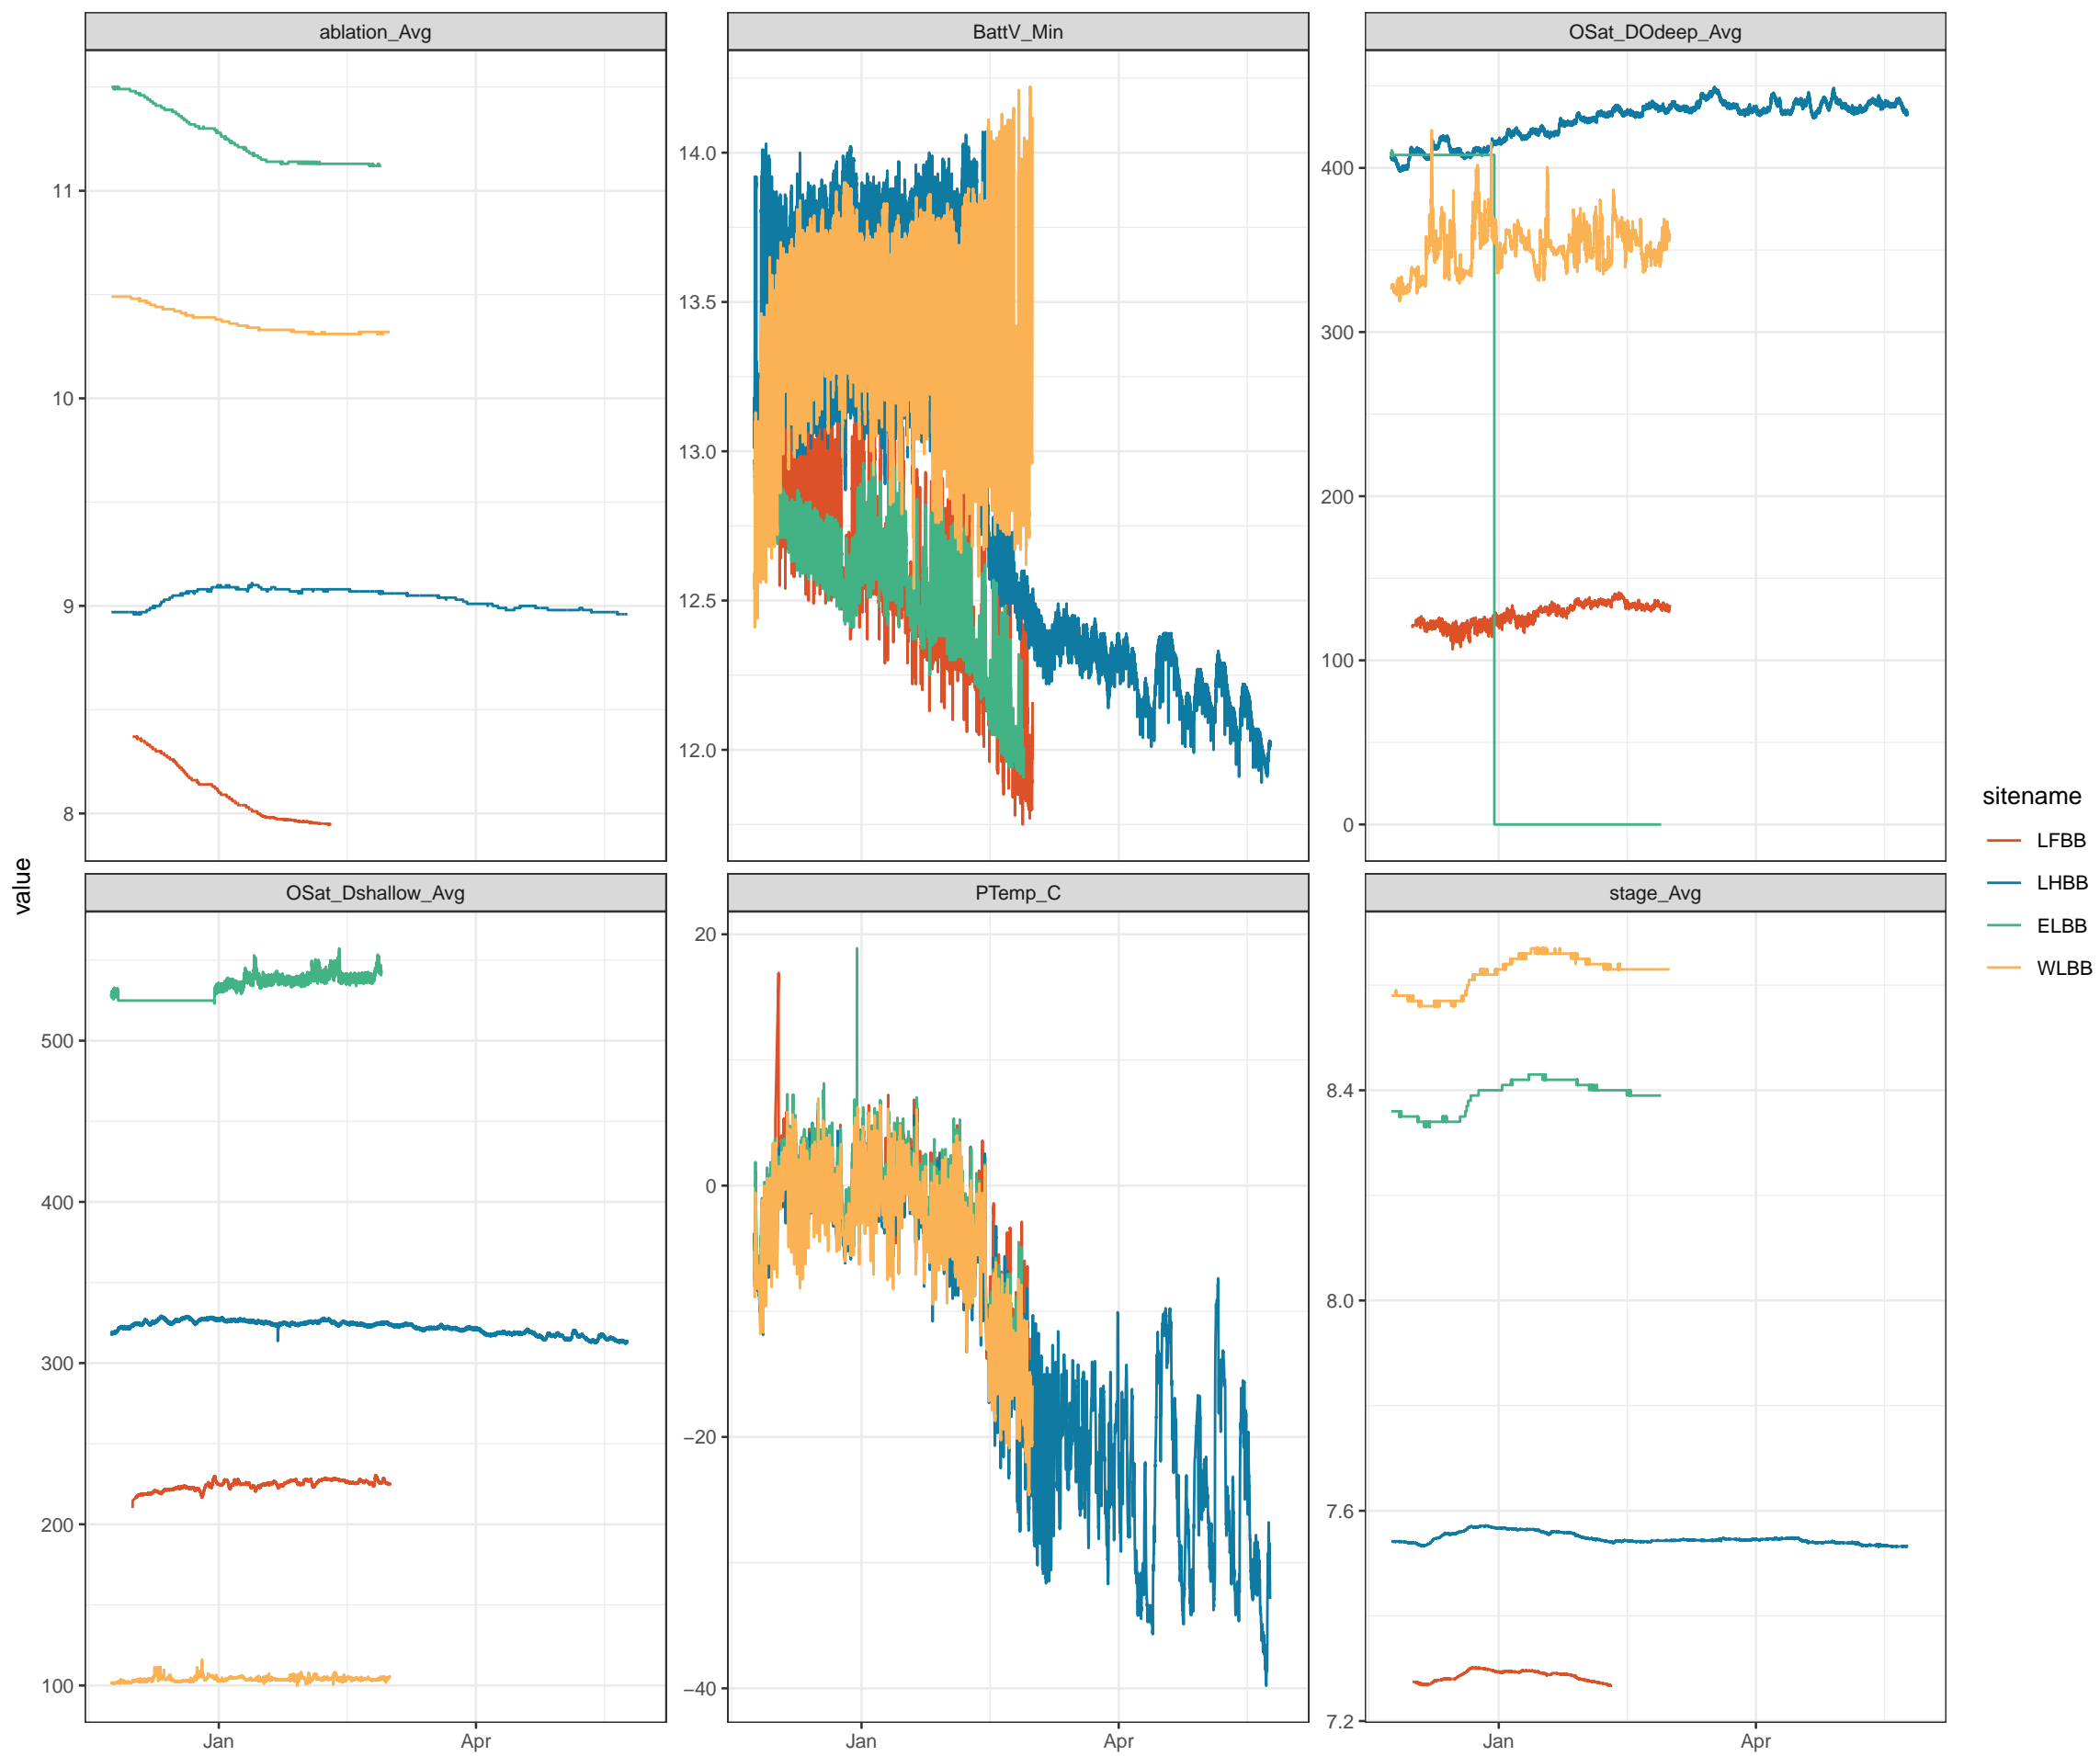 ablation_Avg
BattV_Min
OSat_DOdeep_Avg
11
10
9
8
14.0
13.5
13.0
12.5
12.0
400
300
200
100
0
value
OSat_Dshallow_Avg
PTemp_C
stage_Avg
500
400
300
200
100
20
0
−20
−40
8.4
8.0
7.6
7.2
Jan
Apr
Jan
Apr
Jan
Apr
sitename
LFBB
LHBB
ELBB
WLBB